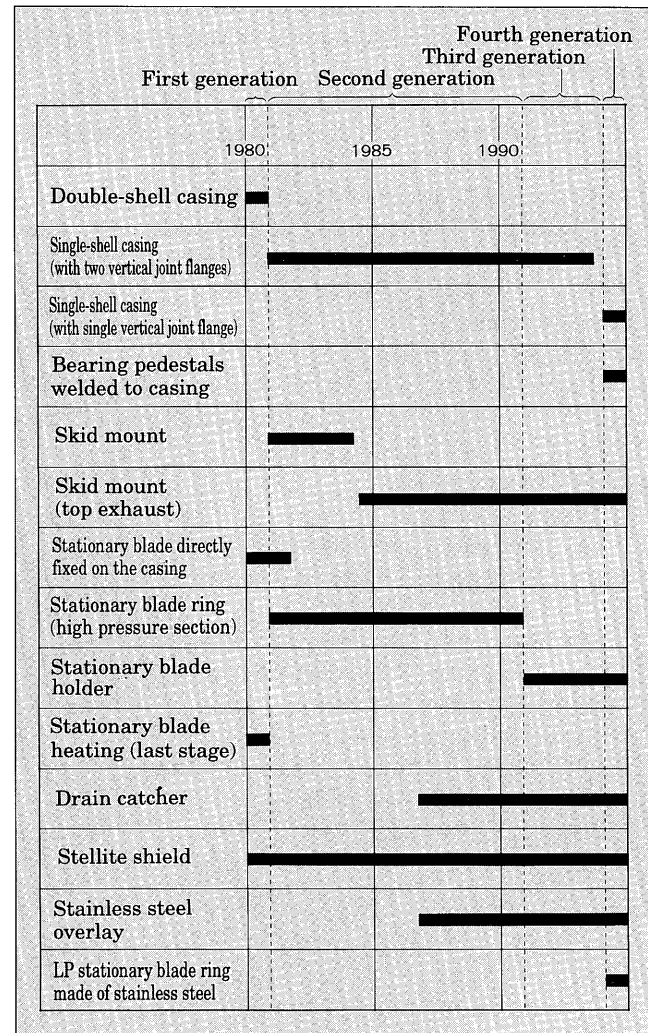 Fourth generation
Third generation
First generation Second generation
1980 1985 1990
Double-shell casing
Single-shell casing
(with two vertical joint flanges)
Single-shell casing
(with single vertical joint flange)
Bearing pedestals
welded to casing
Skid mount
Skid mount
(top exhaust)
Stationary blade directly
fixed on the casing
Stationary blade ring
(high pressure section)
Stationary blade
holder
Stationary blade
heating (last stage)
Drain catcher
Stellite shield
Stainless steel
overlay
LP stationary blade ring
made of stainless steel